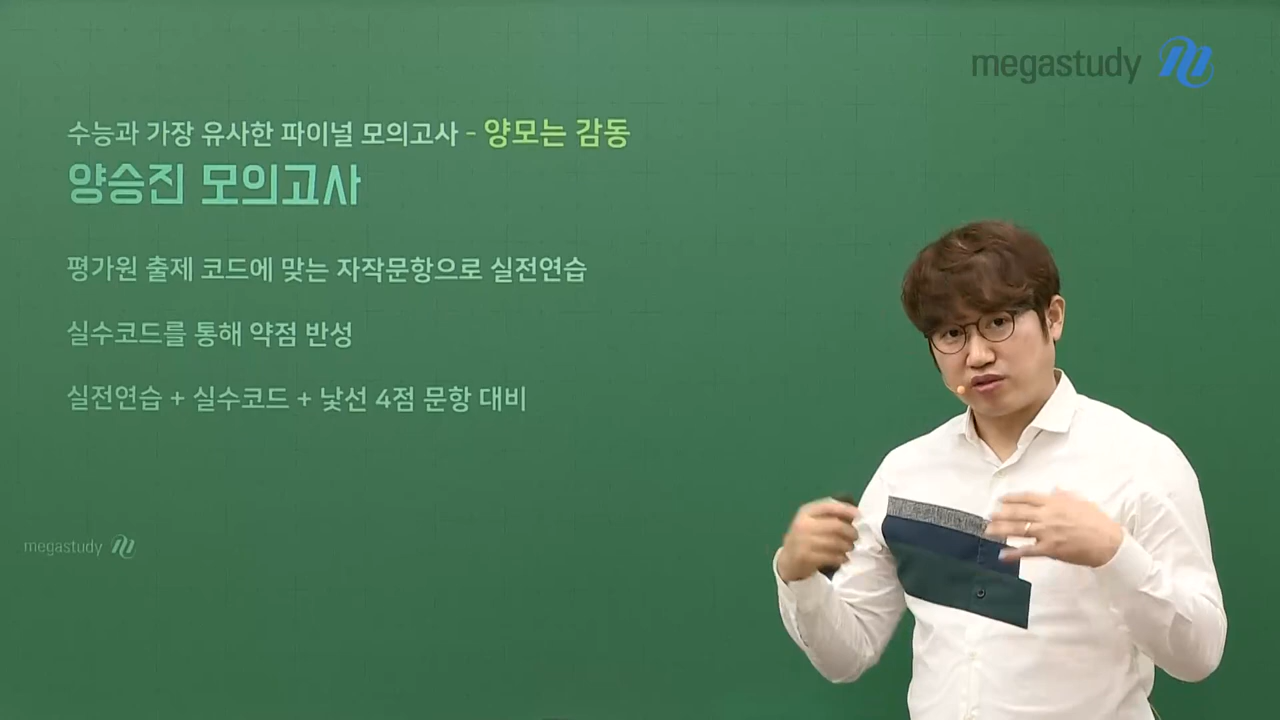 megastudy
수능과 가장 유사한 파이널 모의고사 - 양모는 감동
양승진 모의고사
평가원 출제 코드에 맞는 자작문항으로 실전연습
실수코드를 통해 약점 반성
실전연습 + 실수코드 + 낯선 4점 문항 대비
megastudy